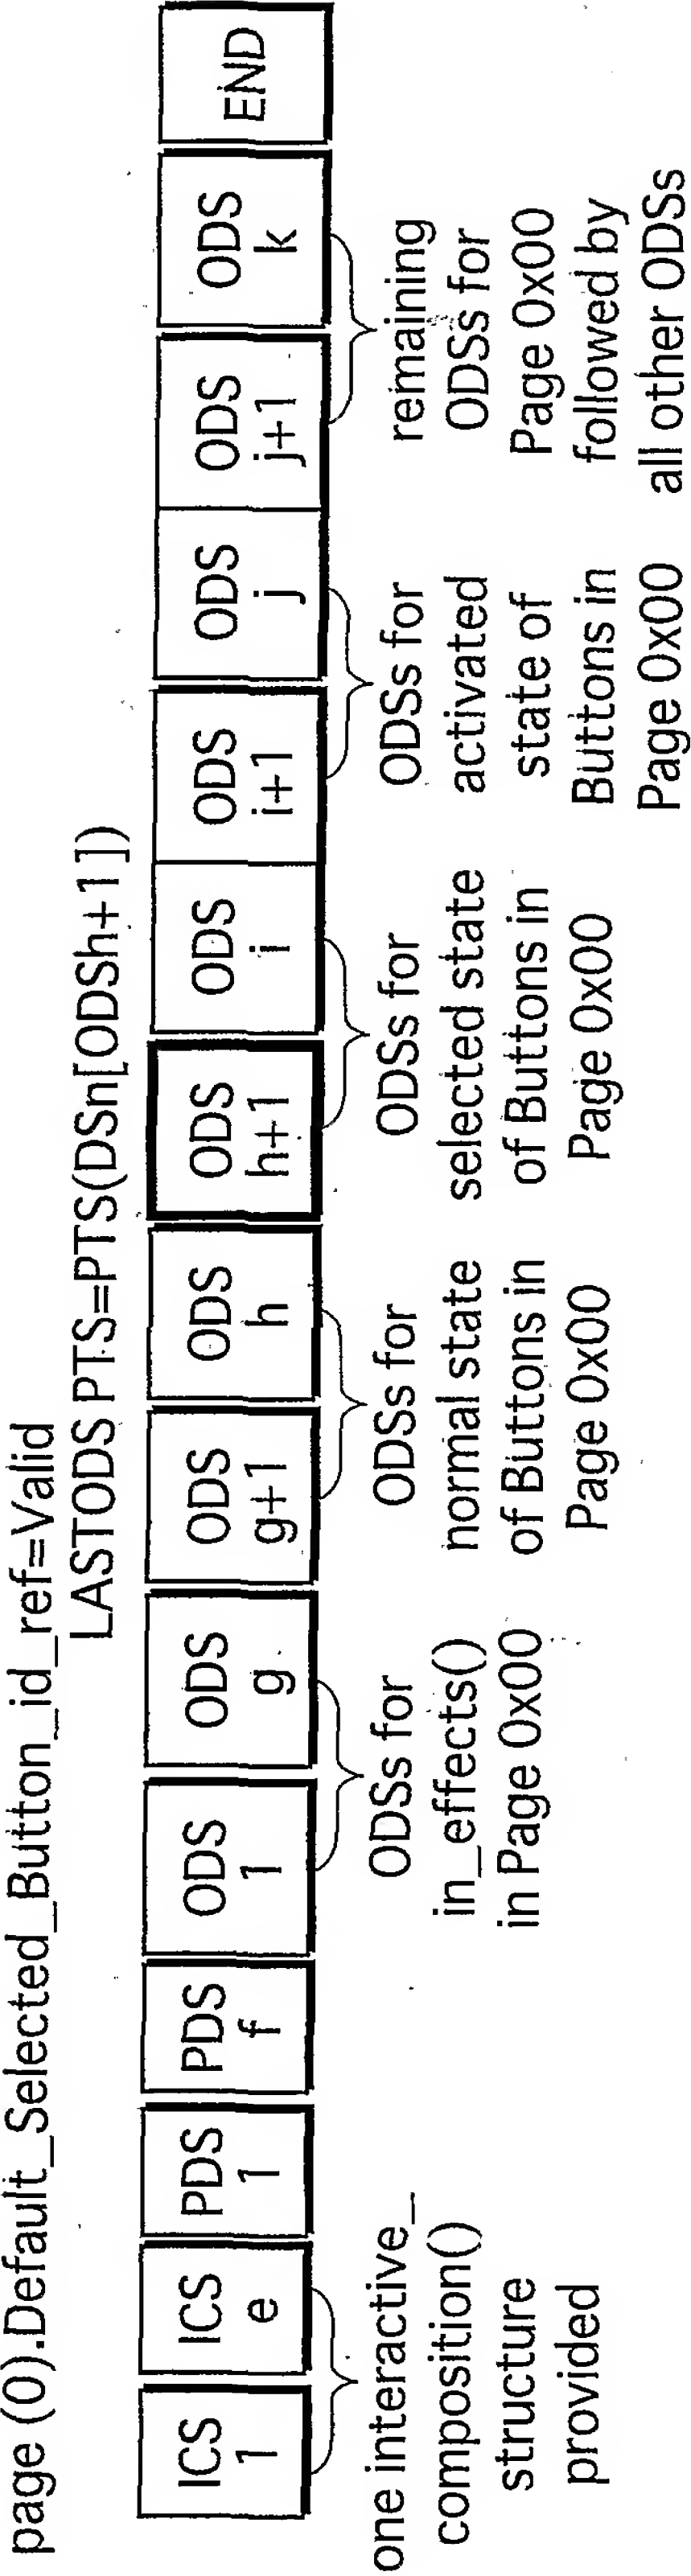 page (0).Default_Selected_Button_id_ref=Valid
LASTODS PTS=PTS(DSn[ODSh+1])
ICS
1
ICS
e
PDS
1
PDS
f
ODS
1
ODS
g
ODS
g+1
ODS
h
ODS
h+1
ODS
i
ODS
i+1
ODS
j
ODS
j+1
ODS
k
END
one interactive_
composition()
structure
provided
ODSs for
in_effects()
in Page 0x00
ODSs for
normal state
of Buttons in
Page 0x00
ODSs for
selected state
of Buttons in
Page 0x00
ODSs for
activated
state of
Buttons in
Page 0x00
remaining
ODSs for
Page 0x00
followed by
all other ODSs